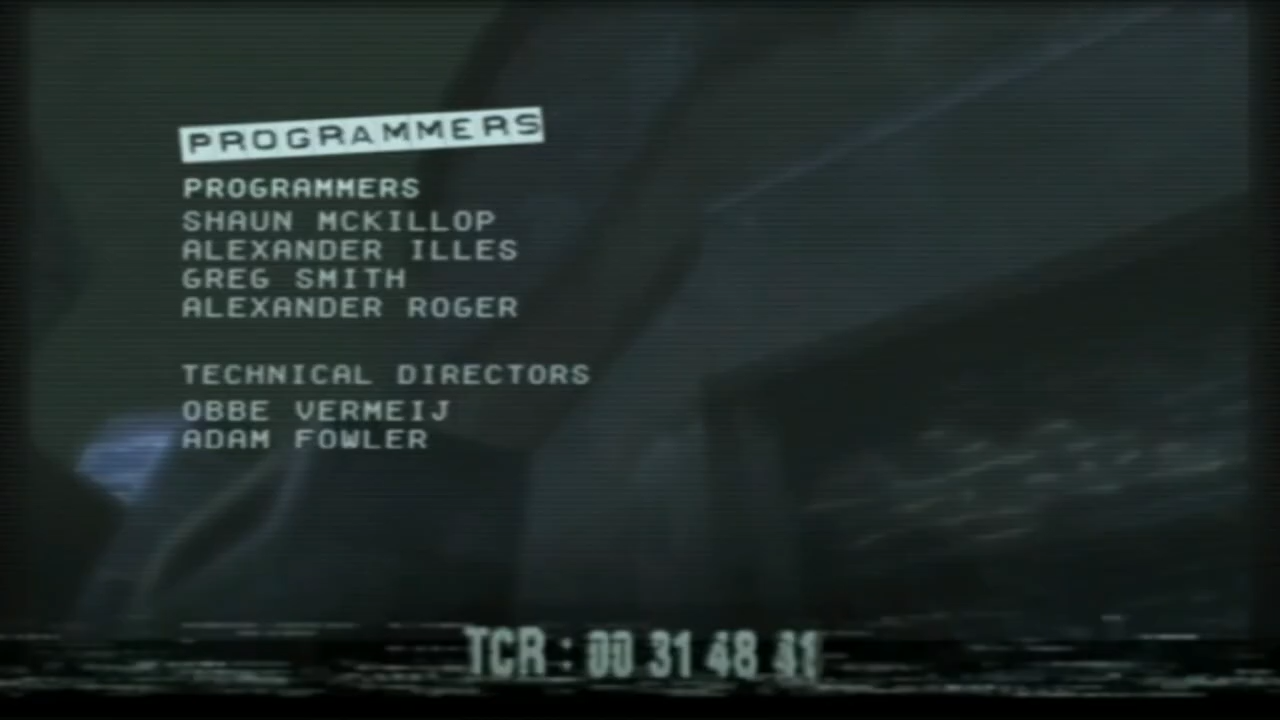 PROGRAMMERS
PROGRAMMERS
SHAUN MCKILLOP
ALEXANDER ILLES
GREG SMITH
ALEXANDER ROGER
TECHNICAL DIRECTORS
OBBE VERMEIJ
ADAM FOWLER
TCR : 00 31 48 41